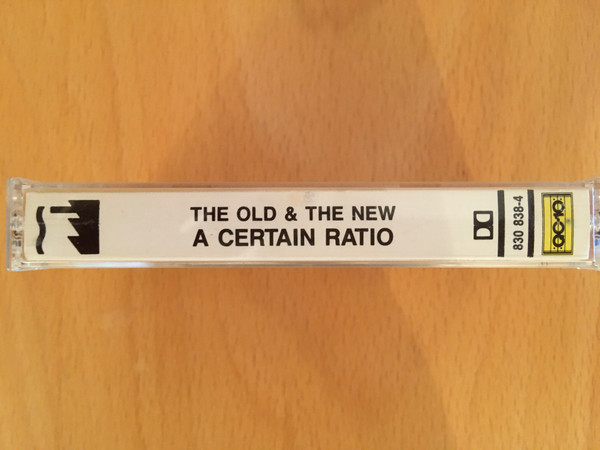 THE OLD & THE NEW
A CERTAIN RATIO
830 838-4